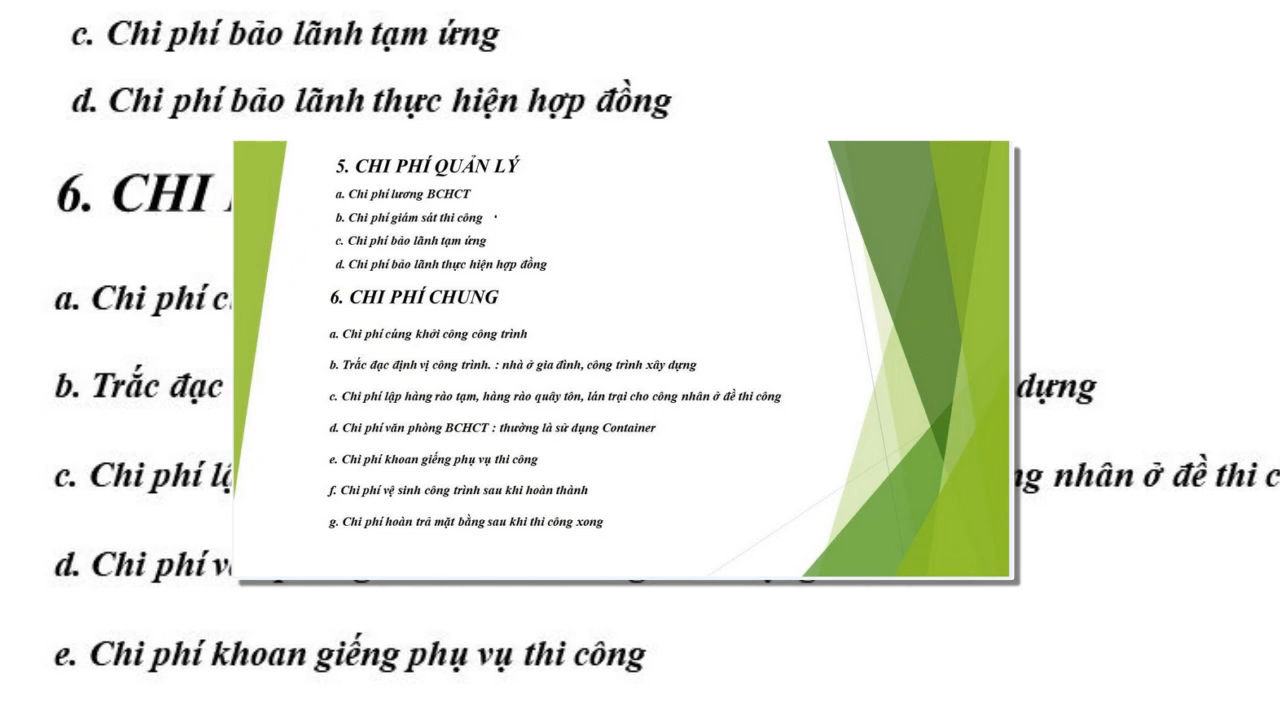 c. Chi phí bảo lãnh tạm ứng
d. Chi phí bảo lãnh thực hiện hợp đồng
6. CHI
a. Chi phí
b. Trắc đạc
dựng
c. Chi phí
nhân ở đề thi
d. Chi phí
e. Chi phí khoan giếng phụ vụ thi công
5. CHI PHÍ QUẢN LÝ
a. Chi phí lương BCHCT
b. Chi phí giám sát thi công
c. Chi phí bảo lãnh tạm ứng
d. Chi phí bảo lãnh thực hiện hợp đồng
6. CHI PHÍ CHUNG
a. Chi phí cúng khởi công công trình
b. Trắc đạc định vị công trình. : nhà ở gia đình, công trình xây dựng
c. Chi phí lập hàng rào tạm, hàng rào quây tôn, lán trại cho công nhân ở đề thi công
d. Chi phí văn phòng BCHCT : thường là sử dụng Container
e. Chi phí khoan giếng phụ vụ thi công
f. Chi phí vệ sinh công trình sau khi hoàn thành
g. Chi phí hoàn trả mặt bằng sau khi thi công xong